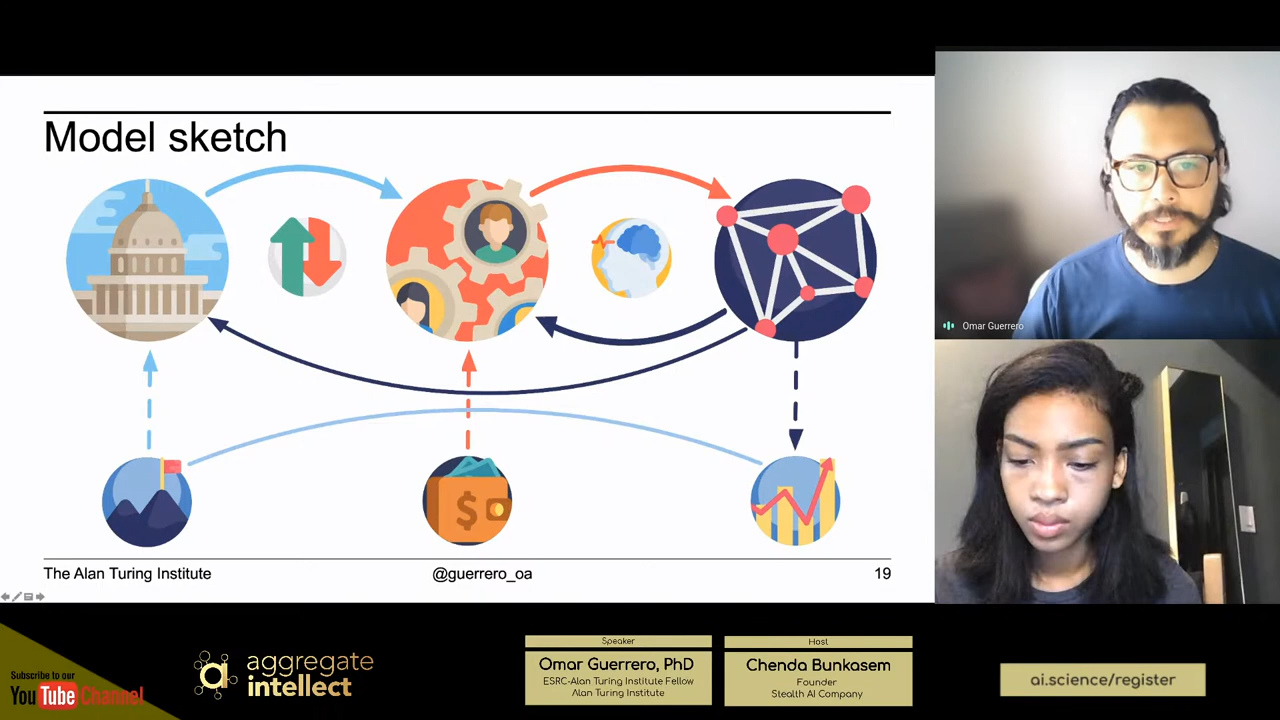 Model sketch
$
The Alan Turing Institute
@guerrero_oa
19
Omar Guerrero
Subscribe to our
YouTube Channel
a
aggregate
intellect
Speaker
Omar Guerrero, PhD
ESRC-Alan Turing Institute Fellow
Alan Turing Institute
Host
Chenda Bunkasem
Founder
Stealth AI Company
ai.science/register